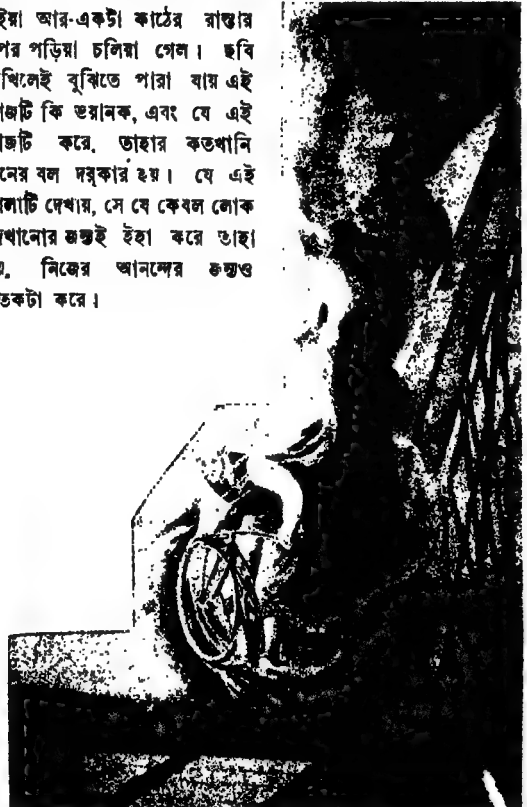 ইয়া আর-একটা কাঠের রাস্তার
পর পড়িয়া চলিয়া গেল। ছবি
খিলেই বুঝিতে পারা যায় এই
জটি কি ভয়ানক, এবং যে এই
জটি করে, তাহার কতখানি
নের বল দরকার হয়। যে এই
লাটি দেখায়, সে যে কেবল লোক
খানোর জন্যই ইহা করে তাহা
নিজের আনন্দের জন্যও
তকটা করে।